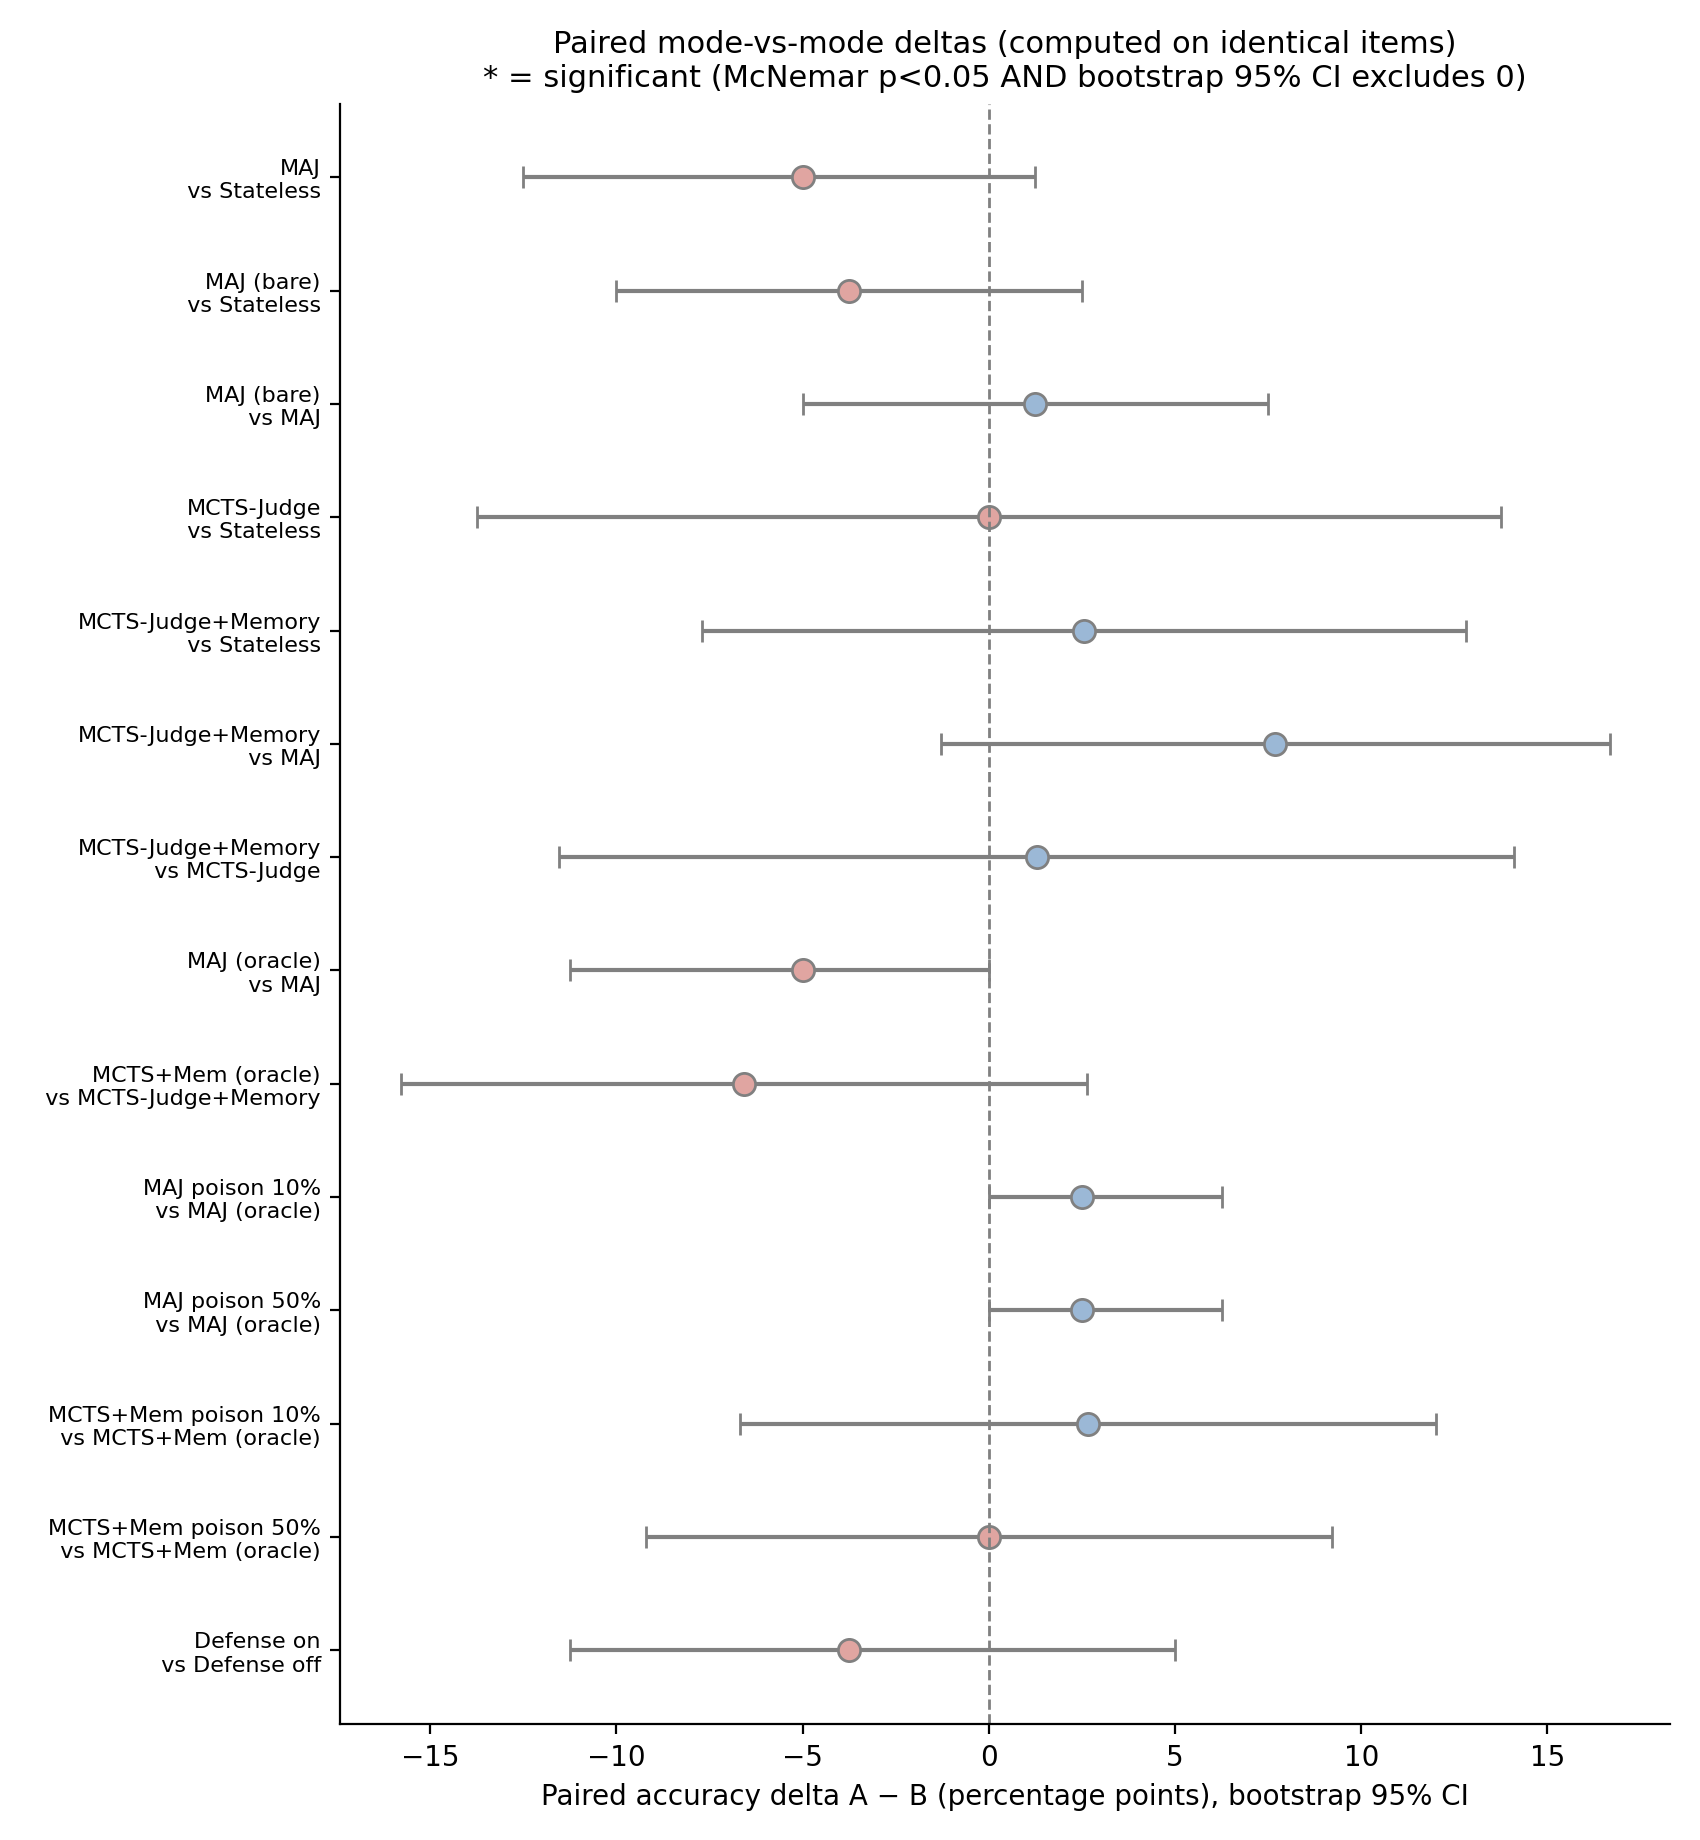 Paired mode-vs-mode deltas (computed on identical items)
* = significant (McNemar p<0.05 AND bootstrap 95% CI excludes 0)
MAJ
vs Stateless
MAJ (bare)
vs Stateless
MAJ (bare)
vs MAJ
MCTS-Judge
vs Stateless
MCTS-Judge+Memory
vs Stateless
MCTS-Judge+Memory
vs MAJ
MCTS-Judge+Memory
vs MCTS-Judge
MAJ (oracle)
vs MAJ
MCTS+Mem (oracle)
vs MCTS-Judge+Memory
MAJ poison 10%
vs MAJ (oracle)
MAJ poison 50%
vs MAJ (oracle)
MCTS+Mem poison 10%
vs MCTS+Mem (oracle)
MCTS+Mem poison 50%
vs MCTS+Mem (oracle)
Defense on
vs Defense off
−15 −10 −5 0 5 10 15
Paired accuracy delta A − B (percentage points), bootstrap 95% CI